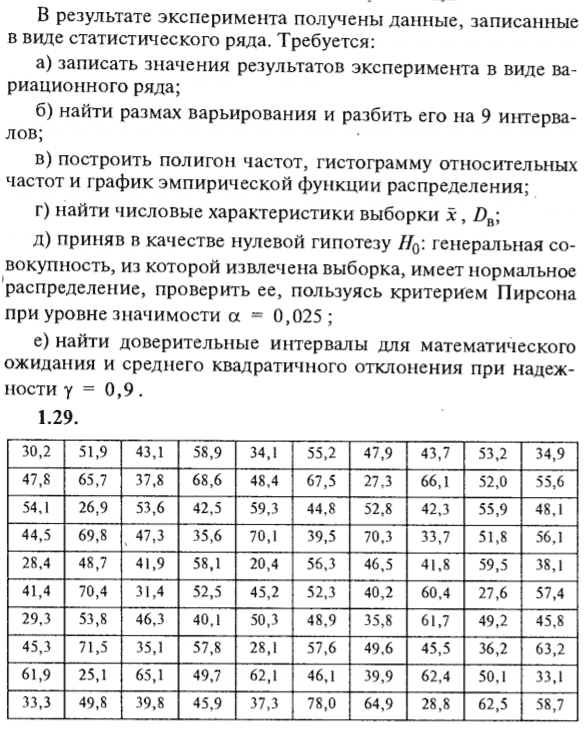 В результате эксперимента получены данные, записанные
в виде статистического ряда. Требуется:
а) записать значения результатов эксперимента в виде ва-
риационного ряда;
б) найти размах варьирования и разбить его на 9 интерва-
лов;
в) построить полигон частот, гистограмму относительных
частот и график эмпирической функции распределения;
г) найти числовые характеристики выборки x̄, Dв;
д) приняв в качестве нулевой гипотезу H₀: генеральная со-
вокупность, из которой извлечена выборка, имеет нормальное
распределение, проверить ее, пользуясь критерием Пирсона
при уровне значимости α = 0,025;
е) найти доверительные интервалы для математического
ожидания и среднего квадратичного отклонения при надеж-
ности γ = 0,9.
1.29.
30,2 51,9 43,1 58,9 34,1 55,2 47,9 43,7 53,2 34,9
47,8 65,7 37,8 68,6 48,4 67,5 27,3 66,1 52,0 55,6
54,1 26,9 53,6 42,5 59,3 44,8 52,8 42,3 55,9 48,1
44,5 69,8 47,3 35,6 70,1 39,5 70,3 33,7 51,8 56,1
28,4 48,7 41,9 58,1 20,4 56,3 46,5 41,8 59,5 38,1
41,4 70,4 31,4 52,5 45,2 52,3 40,2 60,4 27,6 57,4
29,3 53,8 46,3 40,1 50,3 48,9 35,8 61,7 49,2 45,8
45,3 71,5 35,1 57,8 28,1 57,6 49,6 45,5 36,2 63,2
61,9 25,1 65,1 49,7 62,1 46,1 39,9 62,4 50,1 33,1
33,3 49,8 39,8 45,9 37,3 78,0 64,9 28,8 62,5 58,7